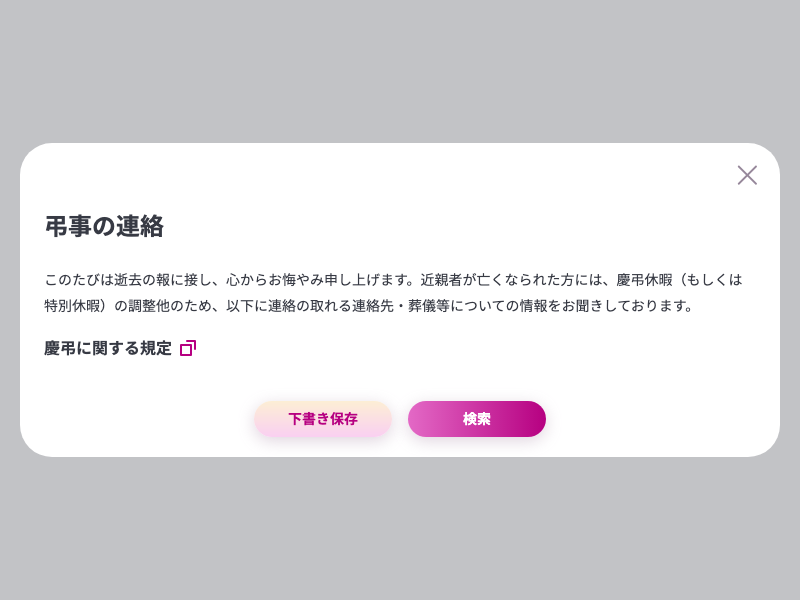 弔事の連絡
このたびは逝去の報に接し、心からお悔やみ申し上げます。近親者が亡くなられた方には、慶弔休暇（もしくは
特別休暇）の調整他のため、以下に連絡の取れる連絡先・葬儀等についての情報をお聞きしております。
慶弔に関する規定
下書き保存
検索